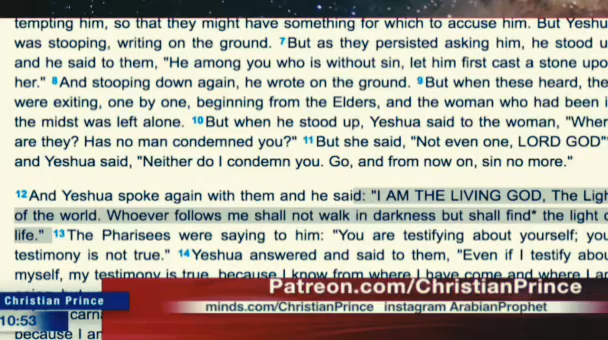 tempting him, so that they might have something for which to accuse him. But Yeshu
was stooping, writing on the ground. 7But as they persisted asking him, he stood u
and he said to them, "He among you who is without sin, let him first cast a stone upo
her." 8And stooping down again, he wrote on the ground. 9But when these heard, the
were exiting, one by one, beginning from the Elders, and the woman who had been i
the midst was left alone. 10But when he stood up, Yeshua said to the woman, "Wher
are they? Has no man condemned you?" 11But she said, "Not even one, LORD GOD"
and Yeshua said, "Neither do I condemn you. Go, and from now on, sin no more."
12And Yeshua spoke again with them and he said: "I AM THE LIVING GOD, The Ligh
of the world. Whoever follows me shall not walk in darkness but shall find* the light o
life." 13The Pharisees were saying to him: "You are testifying about yourself; you
testimony is not true." 14Yeshua answered and said to them, "Even if I testify abou
myself, my testimony is true, because I know from where I have come and where I am
Patreon.com/ChristianPrince
Christian Prince
minds.com/ChristianPrince instagram ArabianProphet
10:53
carna
because I am